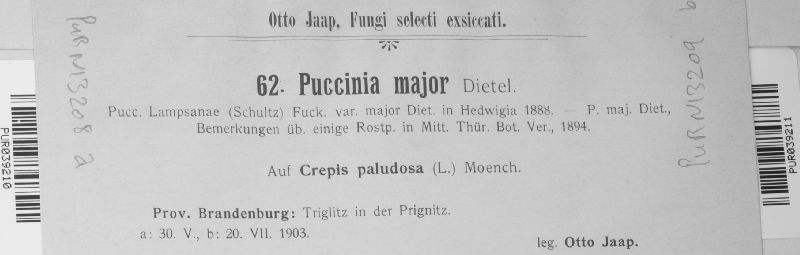 Otto Jaap, Fungi selecti exsiccati.
62. Puccinia major Dietel.
Pucc. Lampsanae (Schultz) Fuck. var. major Diet. in Hedwigia 1888. — P. maj. Diet.,
Bemerkungen üb. einige Rostp. in Mitt. Thür. Bot. Ver., 1894.
Auf Crepis paludosa (L.) Moench.
Prov. Brandenburg: Triglitz in der Prignitz.
a: 30. V., b: 20. VII. 1903.
leg. Otto Jaap.
PUR N13208 a
PUR N13209 b
PUR039210
PUR039211